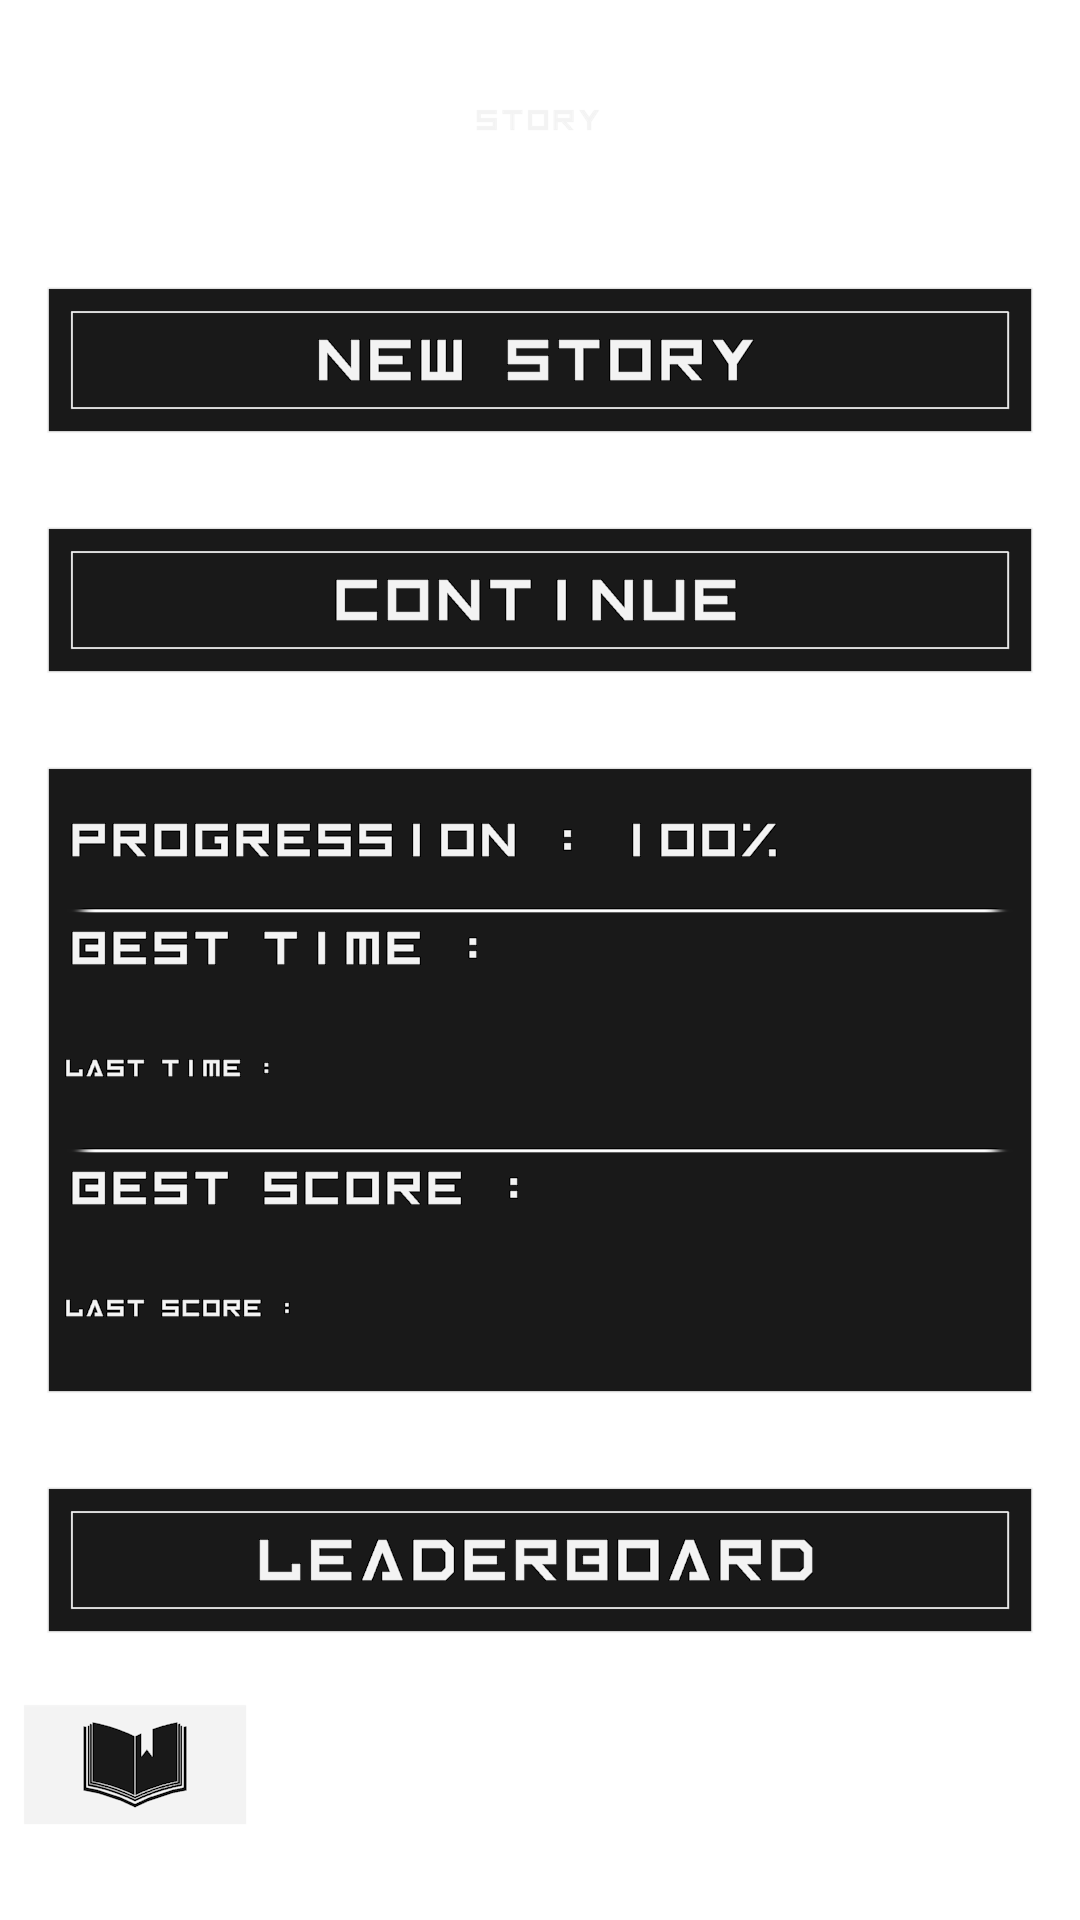 STORY
NEW STORY
CONTINUE
PROGRESSION : 100%
BEST TIME :
LAST TIME :
BEST SCORE :
LAST SCORE :
LEADERBOARD